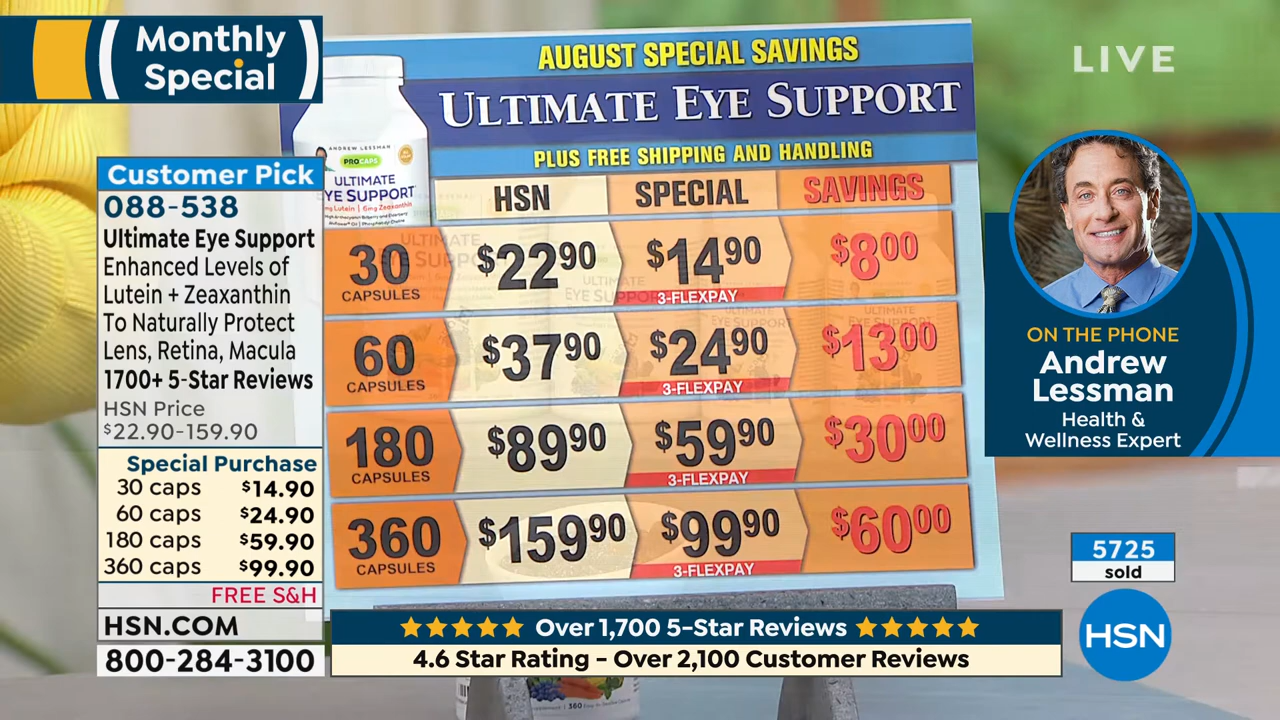 Monthly
Special
LIVE
Customer Pick
088-538
Ultimate Eye Support
Enhanced Levels of
Lutein + Zeaxanthin
To Naturally Protect
Lens, Retina, Macula
1700+ 5-Star Reviews
HSN Price
$22.90-159.90
Special Purchase
30 caps $14.90
60 caps $24.90
180 caps $59.90
360 caps $99.90
FREE S&H
HSN.COM
800-284-3100
AUGUST SPECIAL SAVINGS
ULTIMATE EYE SUPPORT
PLUS FREE SHIPPING AND HANDLING
ANDREW LESSMAN
PROCAPS
ULTIMATE
EYE SUPPORT
HSN SPECIAL SAVINGS
30 CAPSULES $22.90 $14.90 3-FLEXPAY $8.00
60 CAPSULES $37.90 $24.90 3-FLEXPAY $13.00
180 CAPSULES $89.90 $59.90 3-FLEXPAY $30.00
360 CAPSULES $159.90 $99.90 3-FLEXPAY $60.00
ON THE PHONE
Andrew
Lessman
Health &
Wellness Expert
5725
sold
HSN
Over 1,700 5-Star Reviews
4.6 Star Rating - Over 2,100 Customer Reviews
360